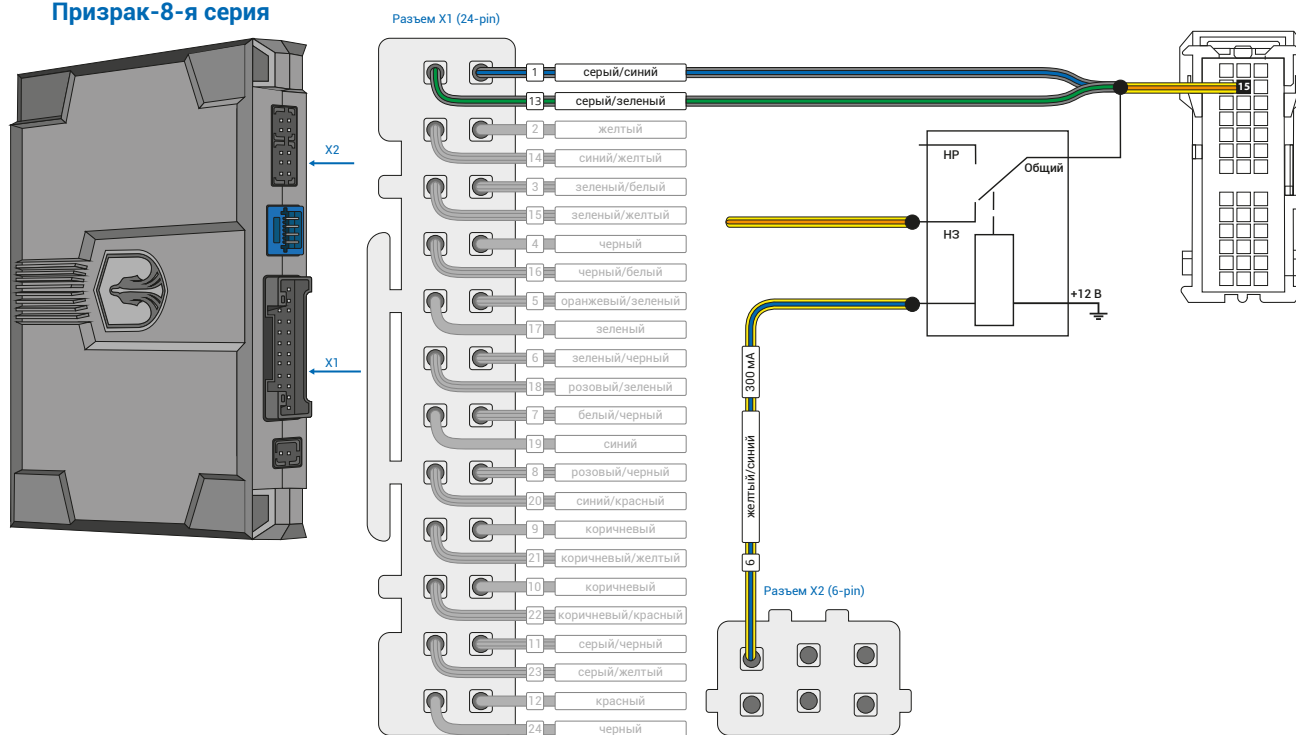 Призрак-8-я серия
Разъем X1 (24-pin)
X2
X1
1 серый/синий
13 серый/зеленый
2 желтый
14 синий/желтый
3 зеленый/белый
15 зеленый/желтый
4 черный
16 черный/белый
5 оранжевый/зеленый
17 зеленый
6 зеленый/черный
18 розовый/зеленый
7 белый/черный
19 синий
8 розовый/черный
20 синий/красный
9 коричневый
21 коричневый/желтый
10 коричневый
22 коричневый/красный
11 серый/черный
23 серый/желтый
12 красный
24 черный
15
НР
Общий
НЗ
+12 В
300 мА
желтый/синий
6
Разъем X2 (6-pin)